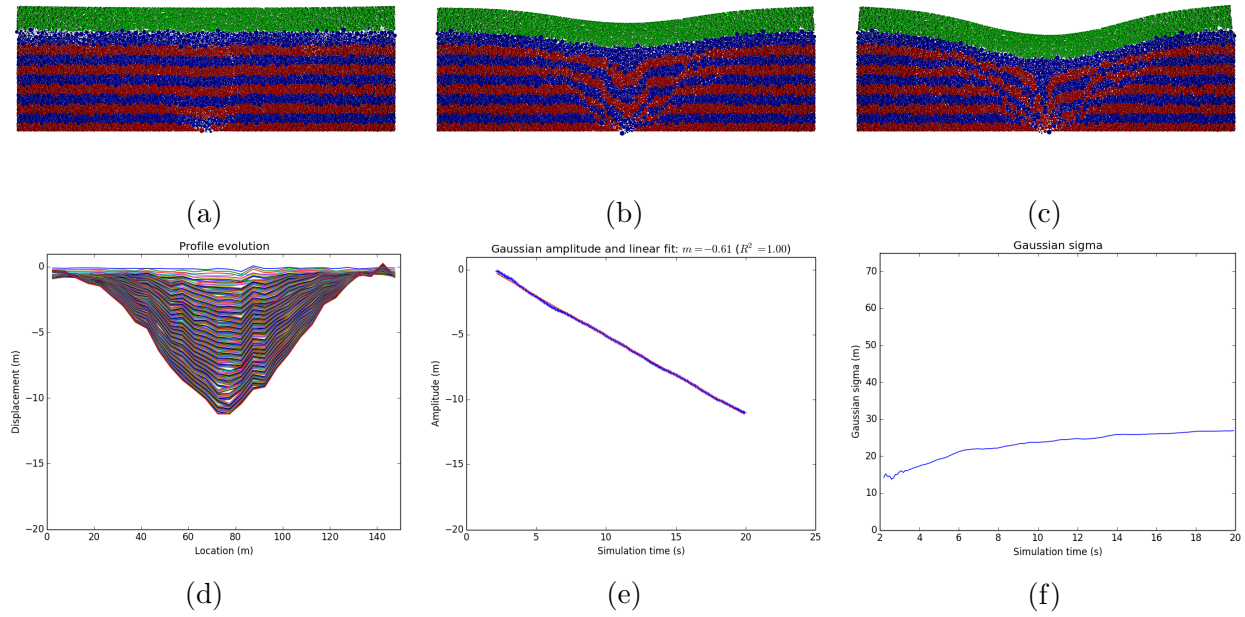 (a)
(b)
(c)
Profile evolution
0
−5
−10
−15
−20
Displacement (m)
0 20 40 60 80 100 120 140
Location (m)
(d)
Gaussian amplitude and linear fit: m = −0.61 (R² = 1.00)
0
−5
−10
−15
−20
Amplitude (m)
0 5 10 15 20 25
Simulation time (s)
(e)
Gaussian sigma
70
60
50
40
30
20
10
0
Gaussian sigma (m)
2 4 6 8 10 12 14 16 18 20
Simulation time (s)
(f)